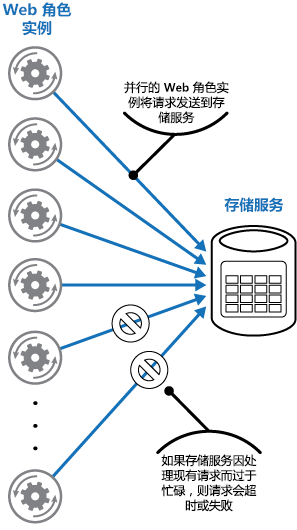 Web 角色
实例
并行的 Web 角色实
例将请求发送到存
储服务
存储服务
如果存储服务因处
理现有请求而过于
忙碌，则请求会超
时或失败